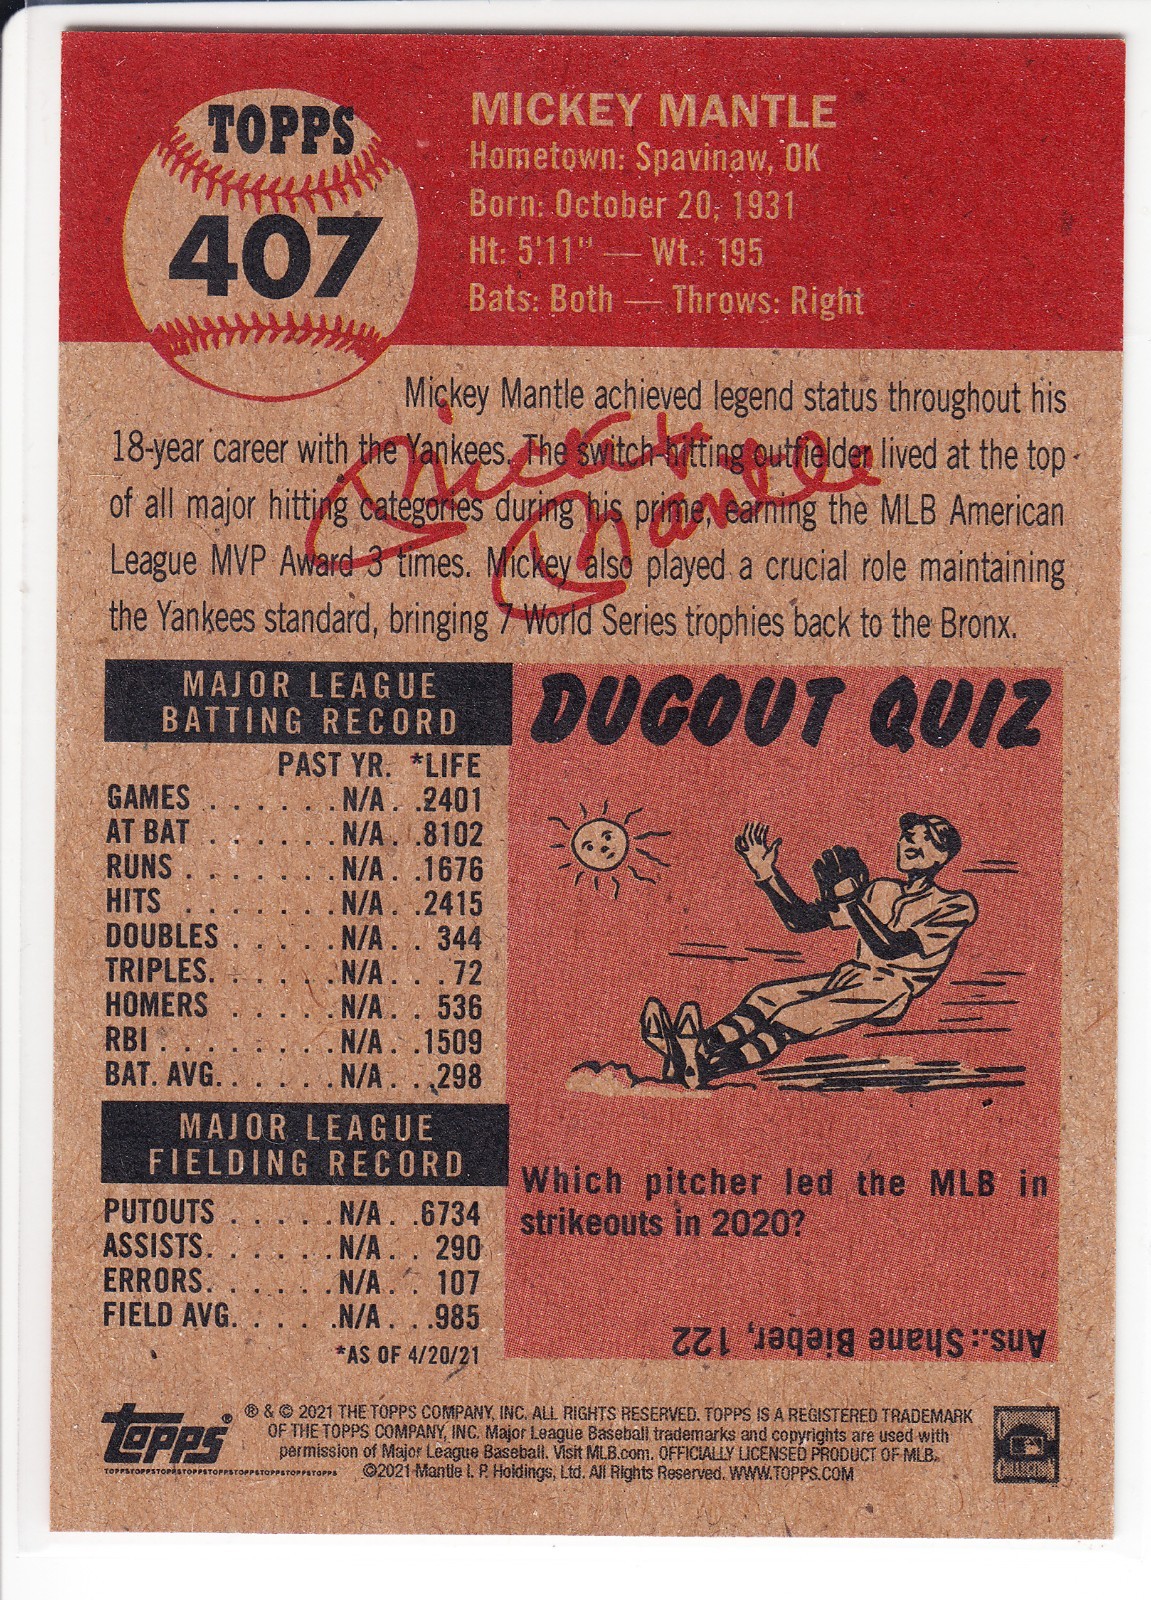 TOPPS
407
MICKEY MANTLE
Hometown: Spavinaw, OK
Born: October 20, 1931
Ht: 5'11" — Wt.: 195
Bats: Both — Throws: Right
Mickey Mantle achieved legend status throughout his
18-year career with the Yankees. The switch-hitting outfielder lived at the top
of all major hitting categories during his prime, earning the MLB American
League MVP Award 3 times. Mickey also played a crucial role maintaining
the Yankees standard, bringing 7 World Series trophies back to the Bronx.
Mickey Mantle
MAJOR LEAGUE
BATTING RECORD
PAST YR. *LIFE
GAMES . . . . . . N/A . . 2401
AT BAT . . . . . . N/A . . 8102
RUNS . . . . . . . N/A . . 1676
HITS . . . . . . . N/A . . 2415
DOUBLES . . . . . N/A . . 344
TRIPLES. . . . . . N/A . . . 72
HOMERS . . . . . N/A . . 536
RBI . . . . . . . . N/A . . 1509
BAT. AVG. . . . . . N/A . . .298
MAJOR LEAGUE
FIELDING RECORD
PUTOUTS . . . . . N/A . . 6734
ASSISTS. . . . . . N/A . . 290
ERRORS. . . . . . N/A . . 107
FIELD AVG. . . . . N/A . . .985
*AS OF 4/20/21
DUGOUT QUIZ
Which pitcher led the MLB in
strikeouts in 2020?
Ans.: Shane Bieber, 122
topps®
TOPPSTOPPSTOPPSTOPPSTOPPSTOPPSTOPPSTOPPS
® & © 2021 THE TOPPS COMPANY, INC. ALL RIGHTS RESERVED. TOPPS IS A REGISTERED TRADEMARK
OF THE TOPPS COMPANY, INC. Major League Baseball trademarks and copyrights are used with
permission of Major League Baseball. Visit MLB.com. OFFICIALLY LICENSED PRODUCT OF MLB.
©2021 Mantle I. P. Holdings, Ltd. All Rights Reserved. WWW.TOPPS.COM